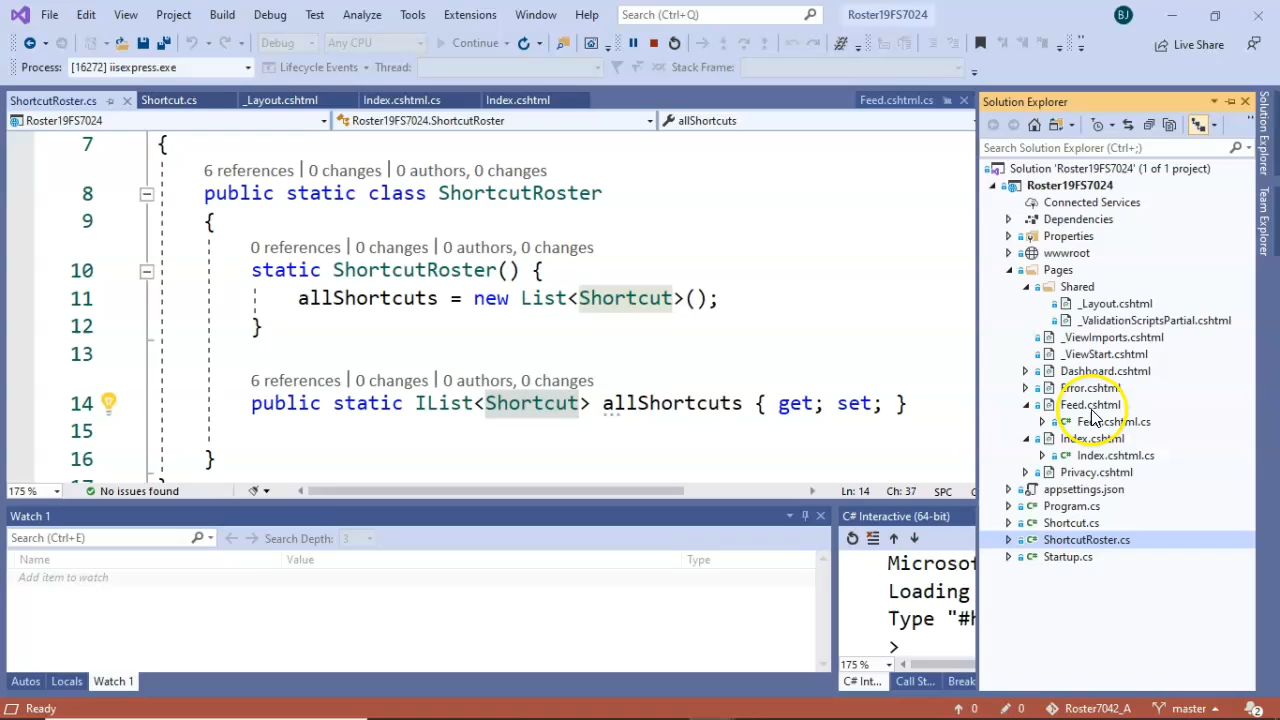 File Edit View Project Build Debug Test Analyze Tools Extensions Window Help Search (Ctrl+Q) Roster19FS7024 BJ
Debug Any CPU Continue Live Share
Process: [16272] iisexpress.exe Lifecycle Events Thread: Stack Frame:
ShortcutRoster.cs Shortcut.cs _Layout.cshtml Index.cshtml.cs Index.cshtml Feed.cshtml.cs
Roster19FS7024 Roster19FS7024.ShortcutRoster allShortcuts
7 {
6 references | 0 changes | 0 authors, 0 changes
8 public static class ShortcutRoster
9 {
0 references | 0 changes | 0 authors, 0 changes
10 static ShortcutRoster() {
11 allShortcuts = new List<Shortcut>();
12 }
13
6 references | 0 changes | 0 authors, 0 changes
14 public static IList<Shortcut> allShortcuts { get; set; }
15
16 }
175 % No issues found Ln: 14 Ch: 37 SPC
Watch 1
Search (Ctrl+E) Search Depth: 3
Name Value Type
Add item to watch
Autos Locals Watch 1
C# Interactive (64-bit)
Microsof
Loading
Type "#h
>
175 %
C# Int... Call St... Break
Solution Explorer
Search Solution Explorer (Ctrl+;)
Solution 'Roster19FS7024' (1 of 1 project)
Roster19FS7024
Connected Services
Dependencies
Properties
wwwroot
Pages
Shared
_Layout.cshtml
_ValidationScriptsPartial.cshtml
_ViewImports.cshtml
_ViewStart.cshtml
Dashboard.cshtml
Error.cshtml
Feed.cshtml
Feed.cshtml.cs
Index.cshtml
Index.cshtml.cs
Privacy.cshtml
appsettings.json
Program.cs
Shortcut.cs
ShortcutRoster.cs
Startup.cs
Solution Explorer
Team Explorer
Ready 0 0 Roster7042_A master 2